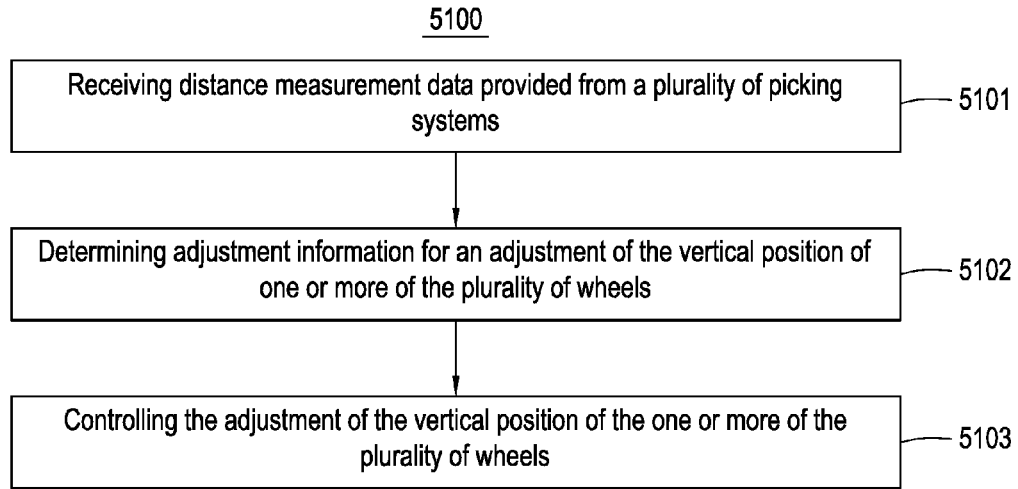 5100
Receiving distance measurement data provided from a plurality of picking
systems
5101
Determining adjustment information for an adjustment of the vertical position of
one or more of the plurality of wheels
5102
Controlling the adjustment of the vertical position of the one or more of the
plurality of wheels
5103